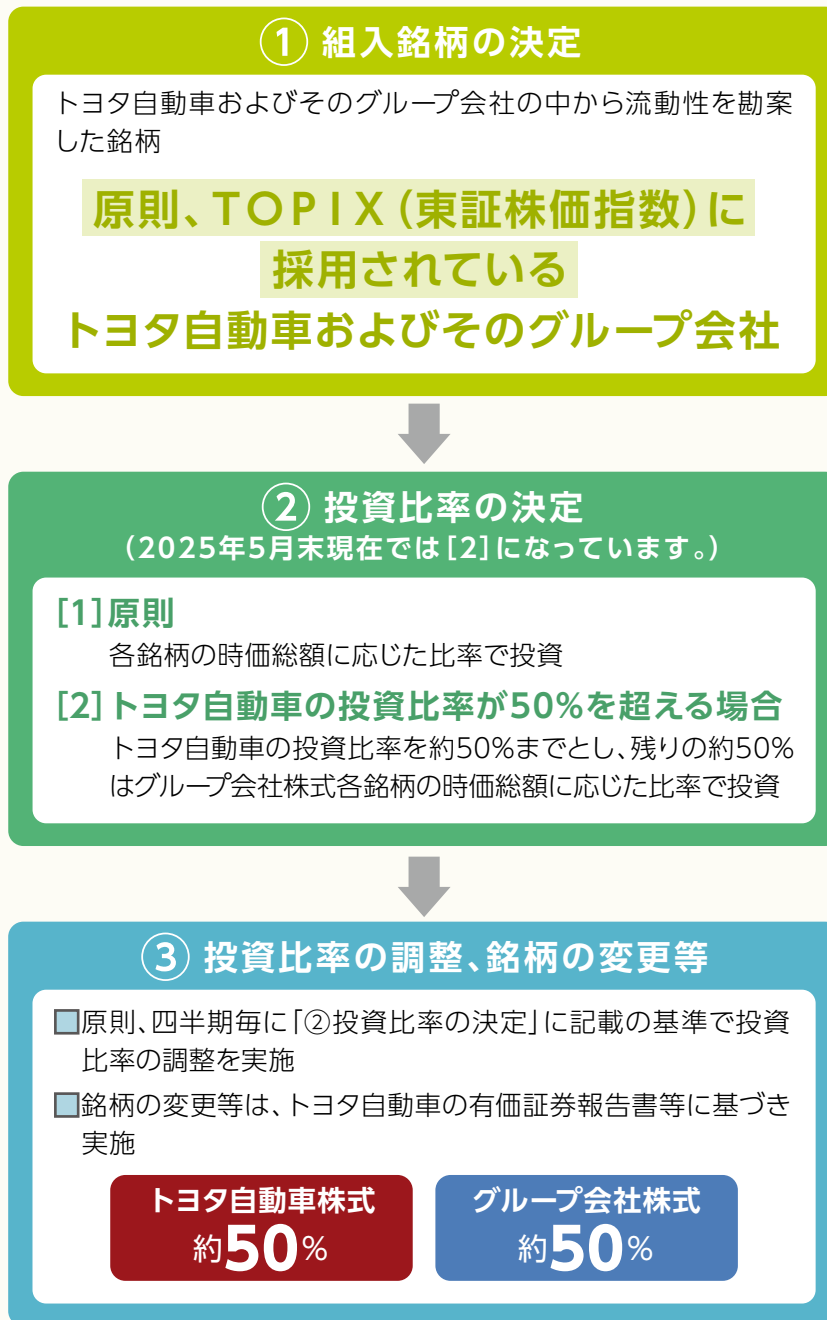 ① 組入銘柄の決定
トヨタ自動車およびそのグループ会社の中から流動性を勘案
した銘柄
原則、TOPIX(東証株価指数)に
採用されている
トヨタ自動車およびそのグループ会社
② 投資比率の決定
(2025年5月末現在では[2]になっています。)
[1]原則
各銘柄の時価総額に応じた比率で投資
[2]トヨタ自動車の投資比率が50%を超える場合
トヨタ自動車の投資比率を約50%までとし、残りの約50%
はグループ会社株式各銘柄の時価総額に応じた比率で投資
③ 投資比率の調整、銘柄の変更等
原則、四半期毎に「②投資比率の決定」に記載の基準で投資
比率の調整を実施
銘柄の変更等は、トヨタ自動車の有価証券報告書等に基づき
実施
トヨタ自動車株式
約50%
グループ会社株式
約50%